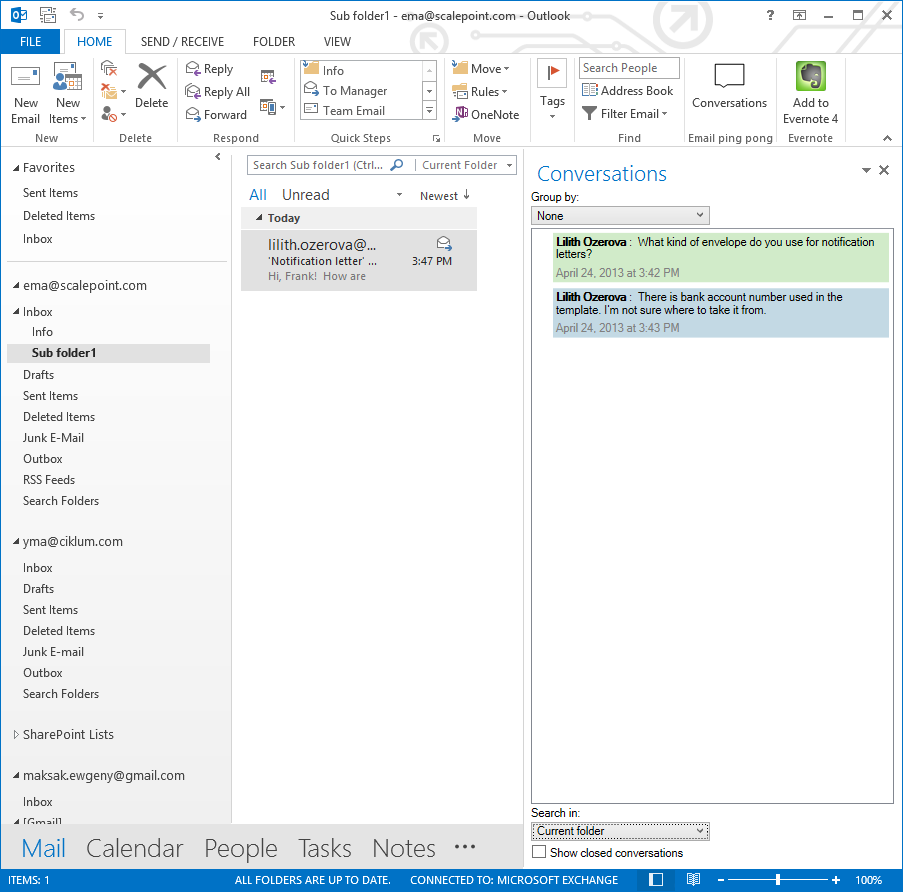 Sub folder1 - ema@scalepoint.com - Outlook
?
FILE
HOME
SEND / RECEIVE
FOLDER
VIEW
New Email
New Items
New
Delete
Delete
Reply
Reply All
Forward
Respond
Info
To Manager
Team Email
Quick Steps
Move
Rules
OneNote
Move
Tags
Search People
Address Book
Filter Email
Find
Conversations
Email ping pong
Add to Evernote 4
Evernote
Favorites
Sent Items
Deleted Items
Inbox
ema@scalepoint.com
Inbox
Info
Sub folder1
Drafts
Sent Items
Deleted Items
Junk E-Mail
Outbox
RSS Feeds
Search Folders
yma@ciklum.com
Inbox
Drafts
Sent Items
Deleted Items
Junk E-mail
Outbox
Search Folders
SharePoint Lists
maksak.ewgeny@gmail.com
Inbox
[Gmail]
Search Sub folder1 (Ctrl...
Current Folder
All Unread
Newest ↓
Today
lilith.ozerova@...
'Notification letter' ... 3:47 PM
Hi, Frank! How are
Conversations
Group by:
None
Lilith Ozerova : What kind of envelope do you use for notification
letters?
April 24, 2013 at 3:42 PM
Lilith Ozerova : There is bank account number used in the
template. I'm not sure where to take it from.
April 24, 2013 at 3:43 PM
Search in:
Current folder
Show closed conversations
Mail Calendar People Tasks Notes ...
ITEMS: 1
ALL FOLDERS ARE UP TO DATE.
CONNECTED TO: MICROSOFT EXCHANGE
100%